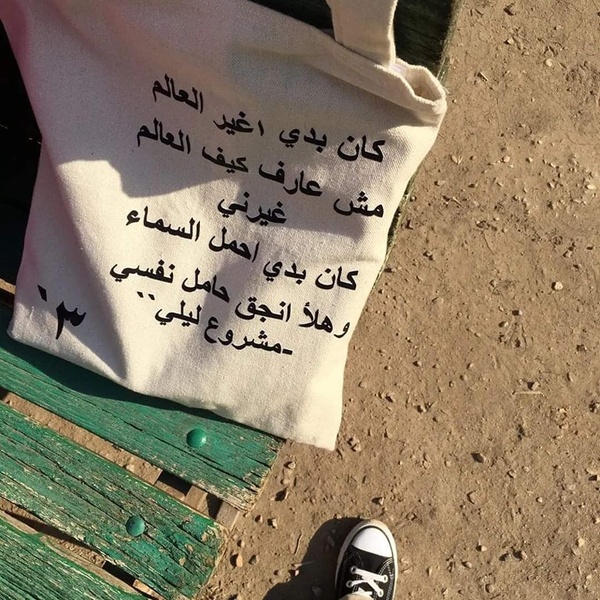 كان بدي اغير العالم
مش عارف كيف العالم
غيرني
كان بدي احمل السماء
وهلأ انجق حامل نفسي
-مشروع ليلي``
٣٠